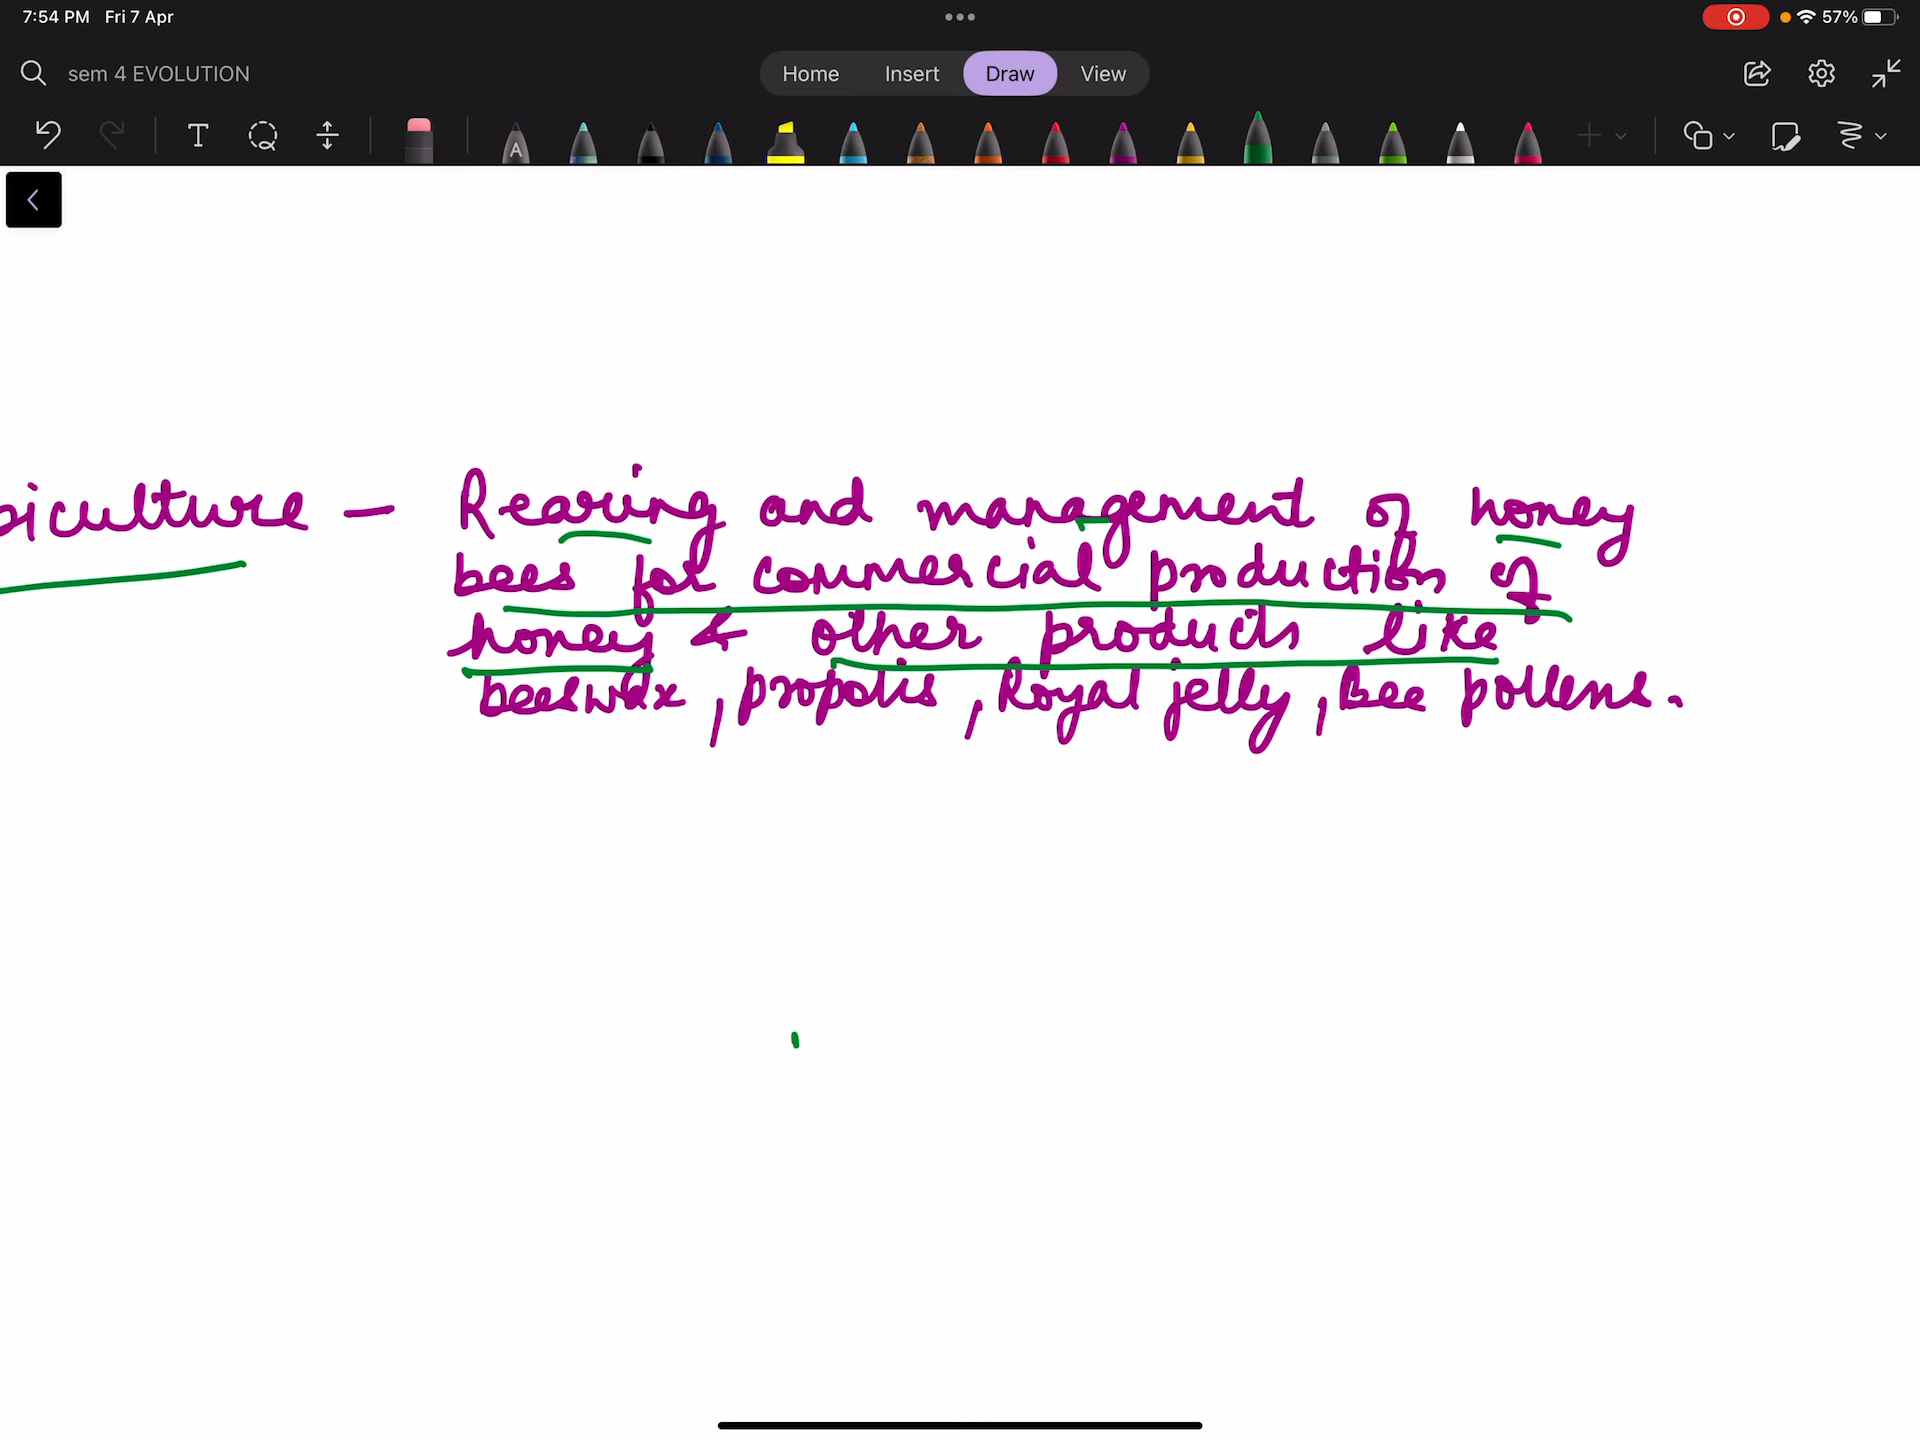 7:54 PM Fri 7 Apr
57%
sem 4 EVOLUTION
Home Insert Draw View
T
A
piculture — Rearing and management of honey
bees for commercial production of
honey & other products like
beeswax, propolis, Royal jelly, Bee pollens.